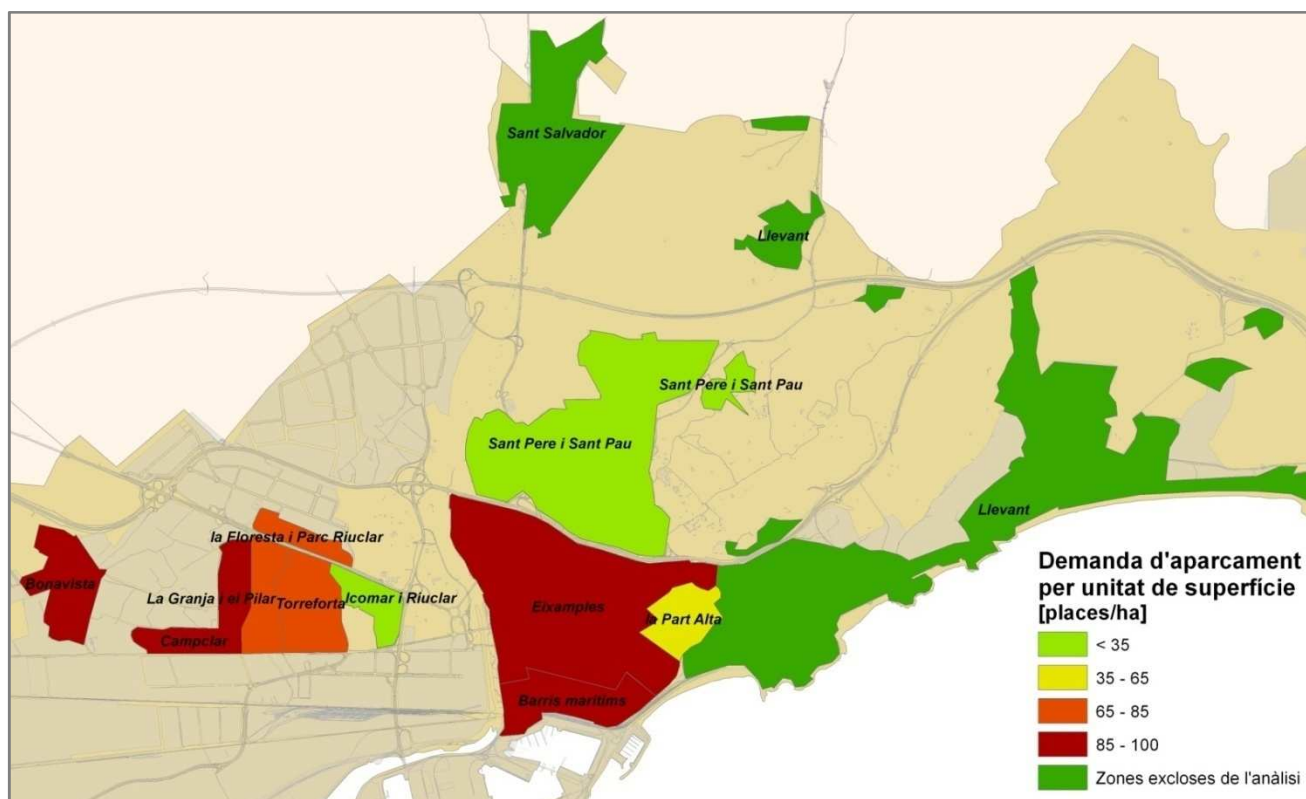 Sant Salvador
Llevant
Sant Pere i Sant Pau
Sant Pere i Sant Pau
Llevant
la Floresta i Parc Riuclar
Bonavista
La Granja i el Pilar
Torreforta
Icomar i Riuclar
Campclar
Eixamples
la Part Alta
Barris marítims
Demanda d'aparcament
per unitat de superfície
[places/ha]
< 35
35 - 65
65 - 85
85 - 100
Zones excloses de l'anàlisi